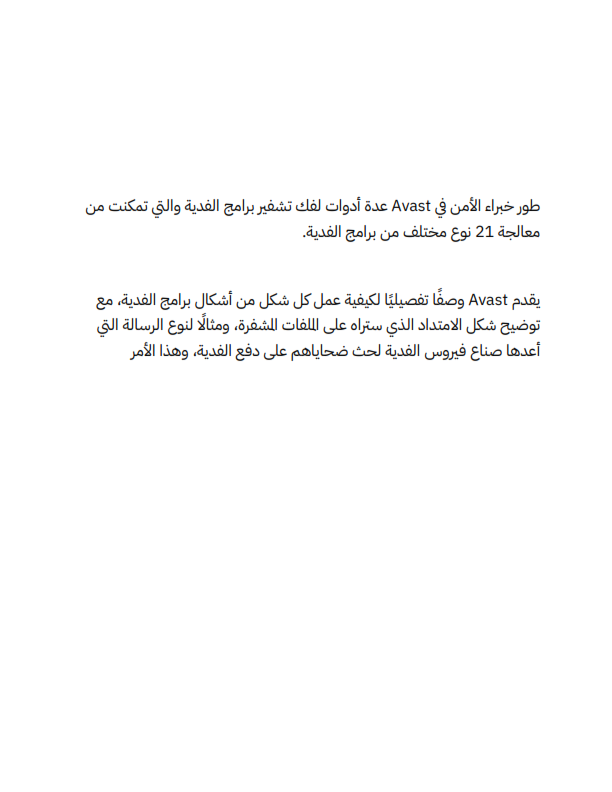 طور خبراء الأمن في Avast عدة أدوات لفك تشفير برامج الفدية والتي تمكنت من
معالجة 21 نوع مختلف من برامج الفدية.
يقدم Avast وصفًا تفصيليًا لكيفية عمل كل شكل من أشكال برامج الفدية، مع
توضيح شكل الامتداد الذي ستراه على الملفات المشفرة، ومثالًا لنوع الرسالة التي
أعدها صناع فيروس الفدية لحث ضحاياهم على دفع الفدية، وهذا الأمر